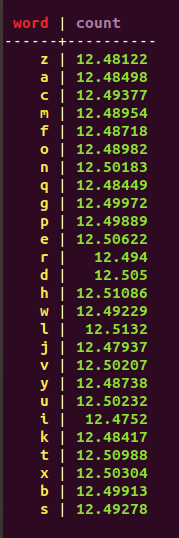 word | count
------+----------
z | 12.48122
a | 12.48498
c | 12.49377
m | 12.48954
f | 12.48718
o | 12.48982
n | 12.50183
q | 12.48449
g | 12.49972
p | 12.49889
e | 12.50622
r | 12.494
d | 12.505
h | 12.51086
w | 12.49229
l | 12.5132
j | 12.47937
v | 12.50207
y | 12.48738
u | 12.50232
i | 12.4752
k | 12.48417
t | 12.50988
x | 12.50304
b | 12.49913
s | 12.49278